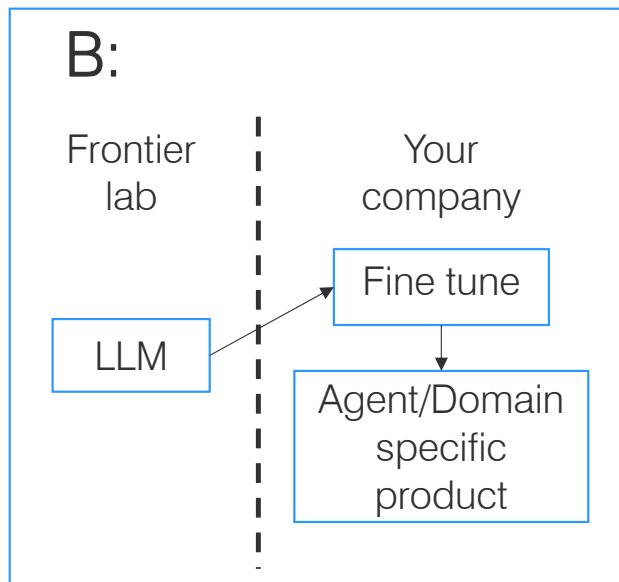 B:
Frontier
lab
Your
company
Fine tune
LLM
Agent/Domain
specific
product